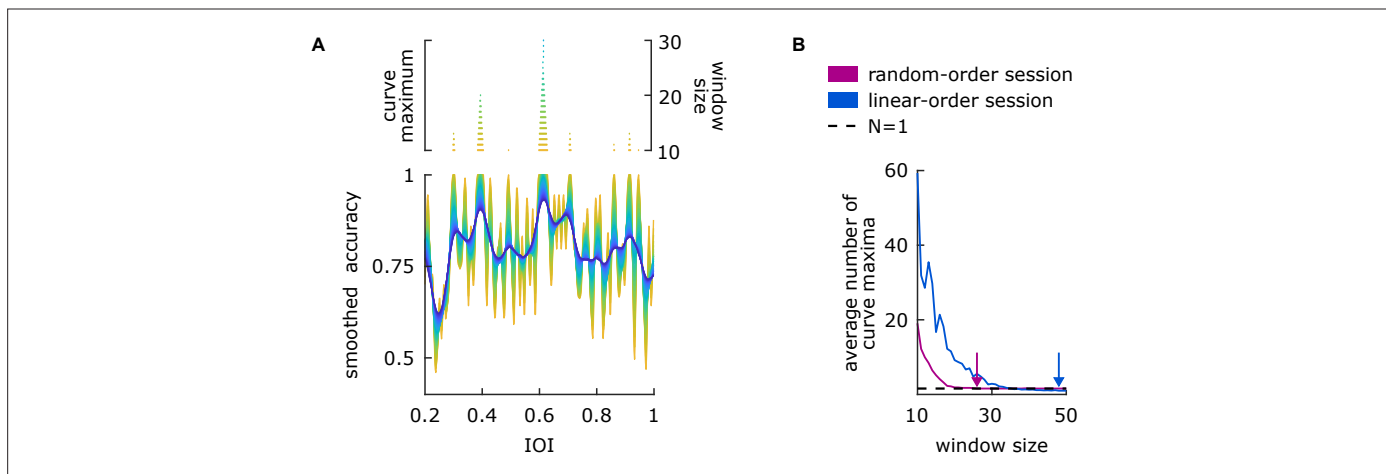 A
curve
maximum
30
20
10
window
size
smoothed accuracy
1
0.75
0.5
0.2
0.4
0.6
0.8
1
IOI
B
random-order session
linear-order session
N=1
average number of
curve maxima
60
40
20
10
30
50
window size